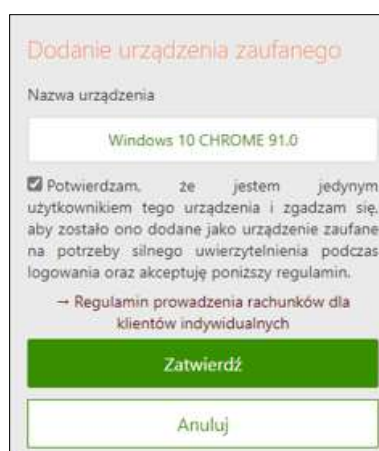 Dodanie urządzenia zaufanego
Nazwa urządzenia
Windows 10 CHROME 91.0
Potwierdzam, że jestem jedynym
użytkownikiem tego urządzenia i zgadzam się,
aby zostało ono dodane jako urządzenie zaufane
na potrzeby silnego uwierzytelnienia podczas
logowania oraz akceptuję poniższy regulamin.
→ Regulamin prowadzenia rachunków dla
klientów indywidualnych
Zatwierdź
Anuluj